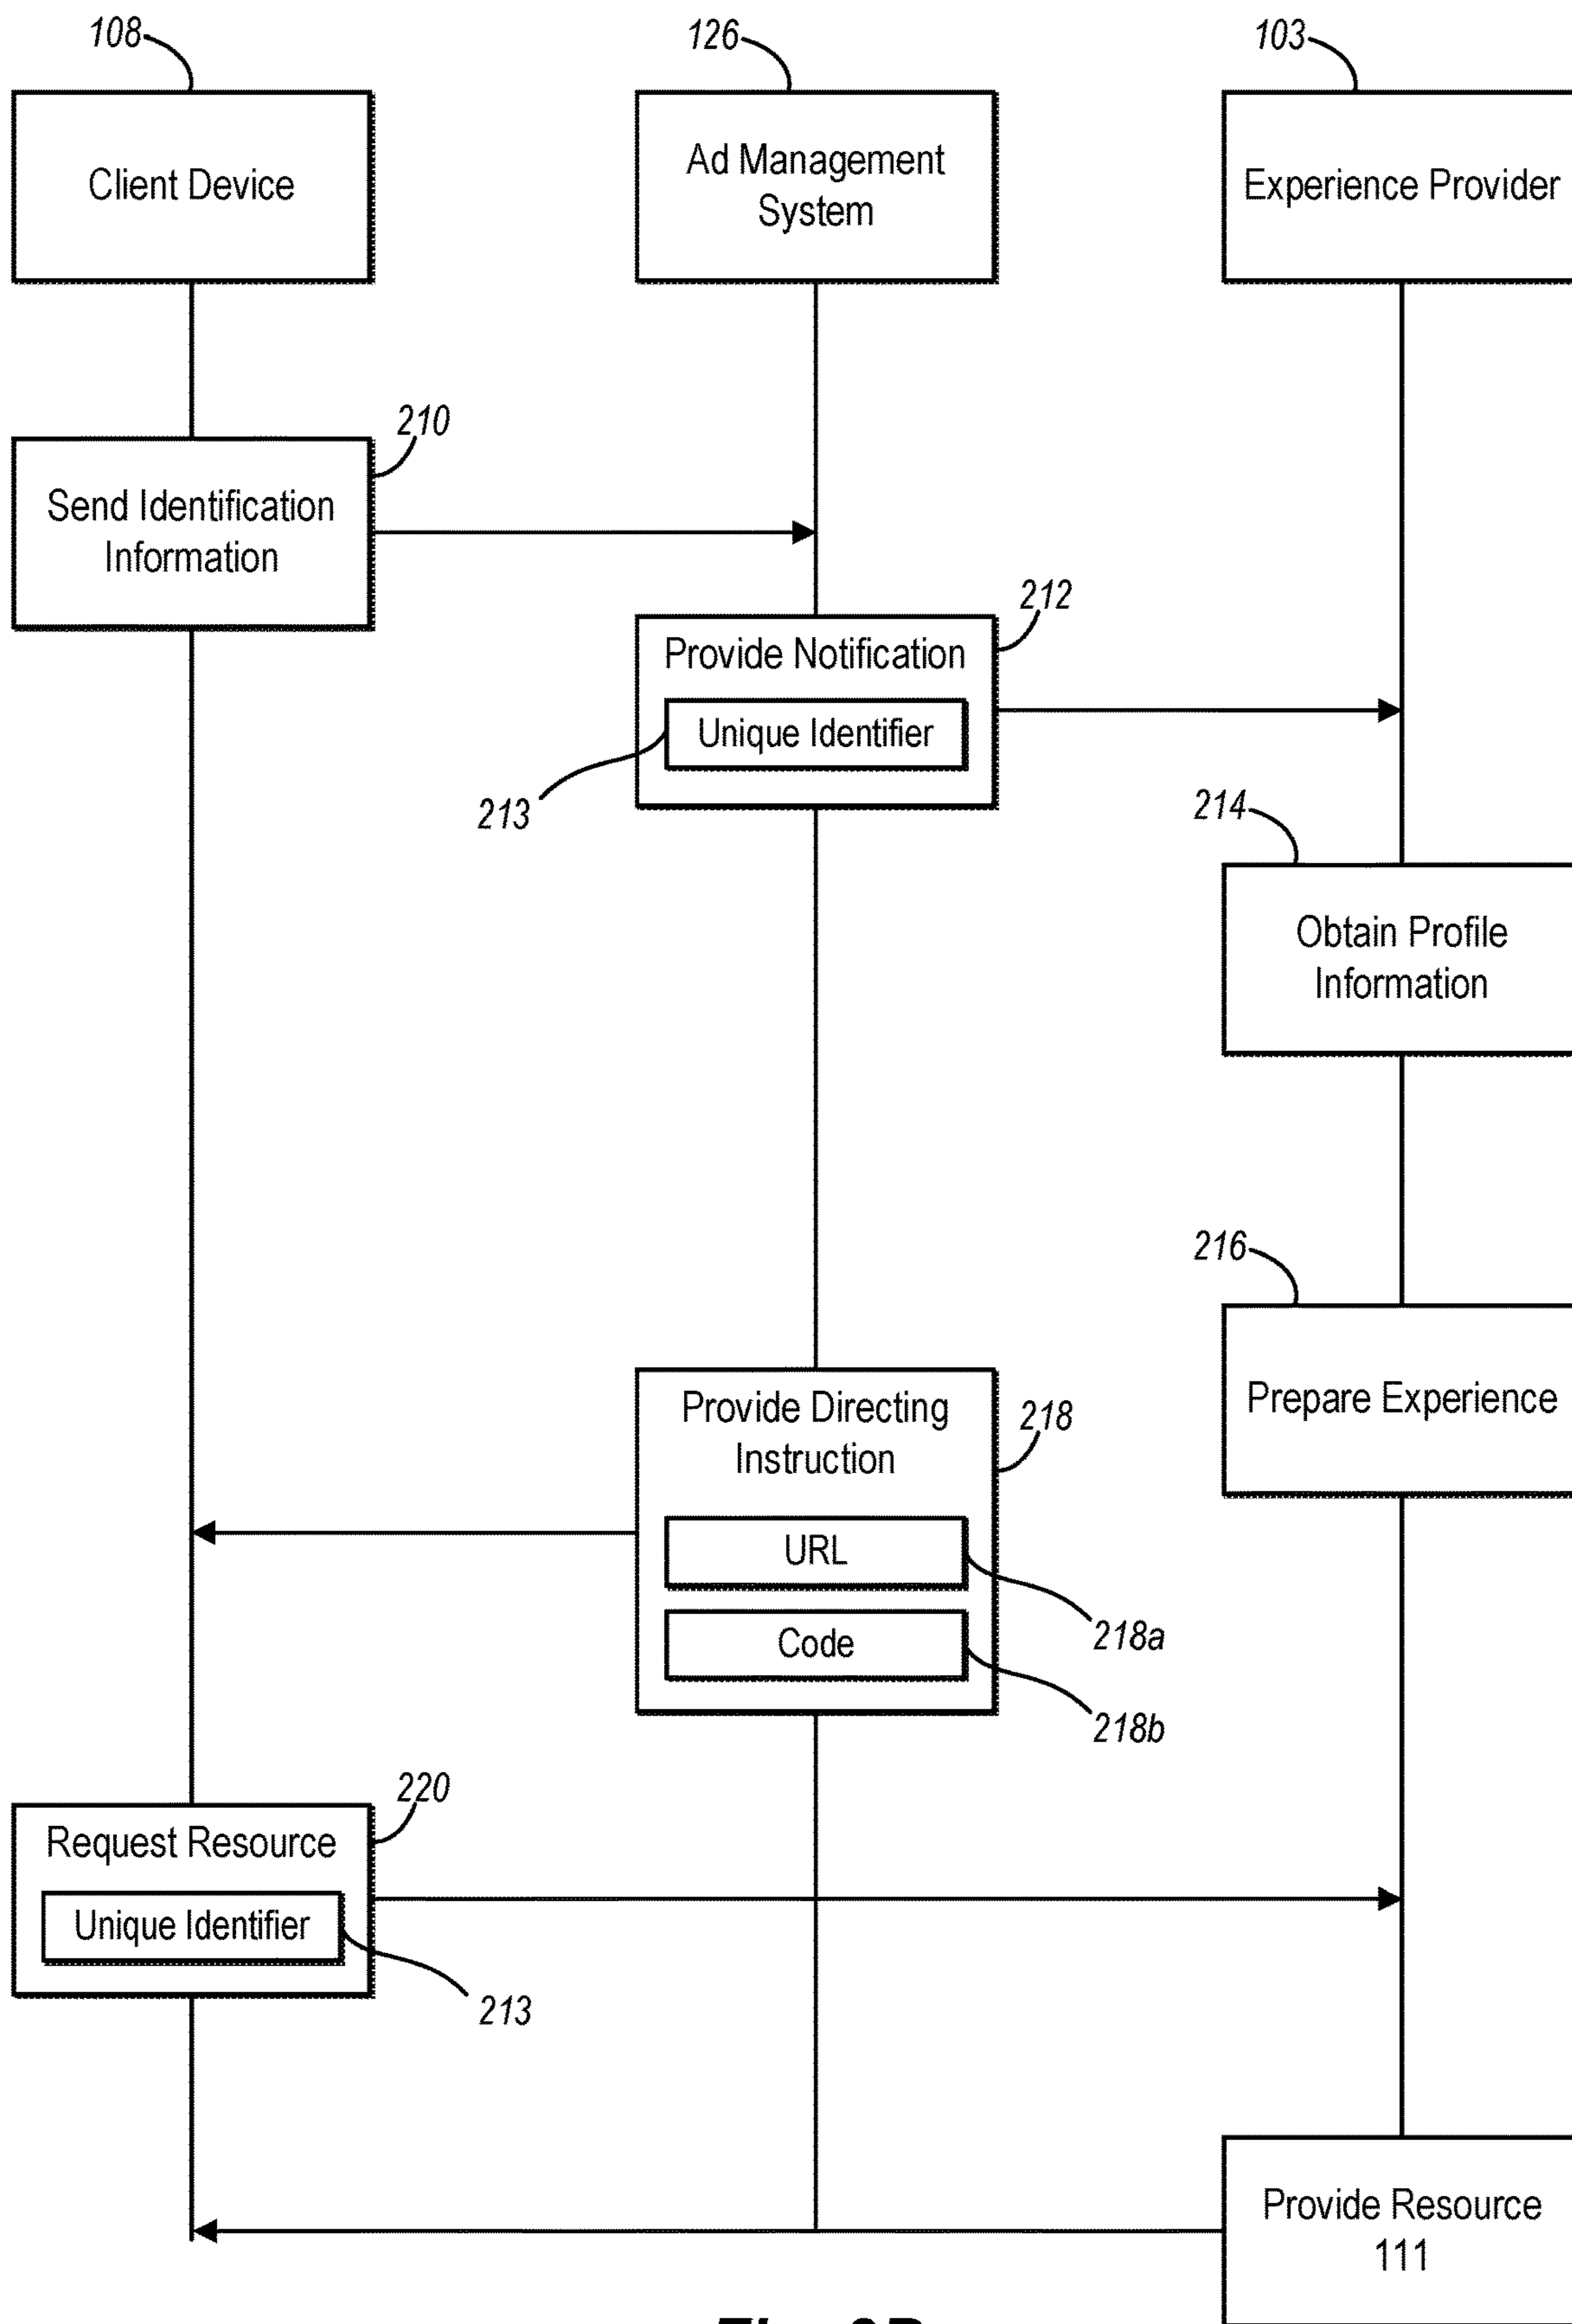 108
126
103
Client Device
Ad Management
System
Experience Provider
210
Send Identification
Information
212
Provide Notification
Unique Identifier
213
214
Obtain Profile
Information
216
Prepare Experience
Provide Directing
Instruction
218
URL
218a
Code
218b
220
Request Resource
Unique Identifier
213
Provide Resource
111